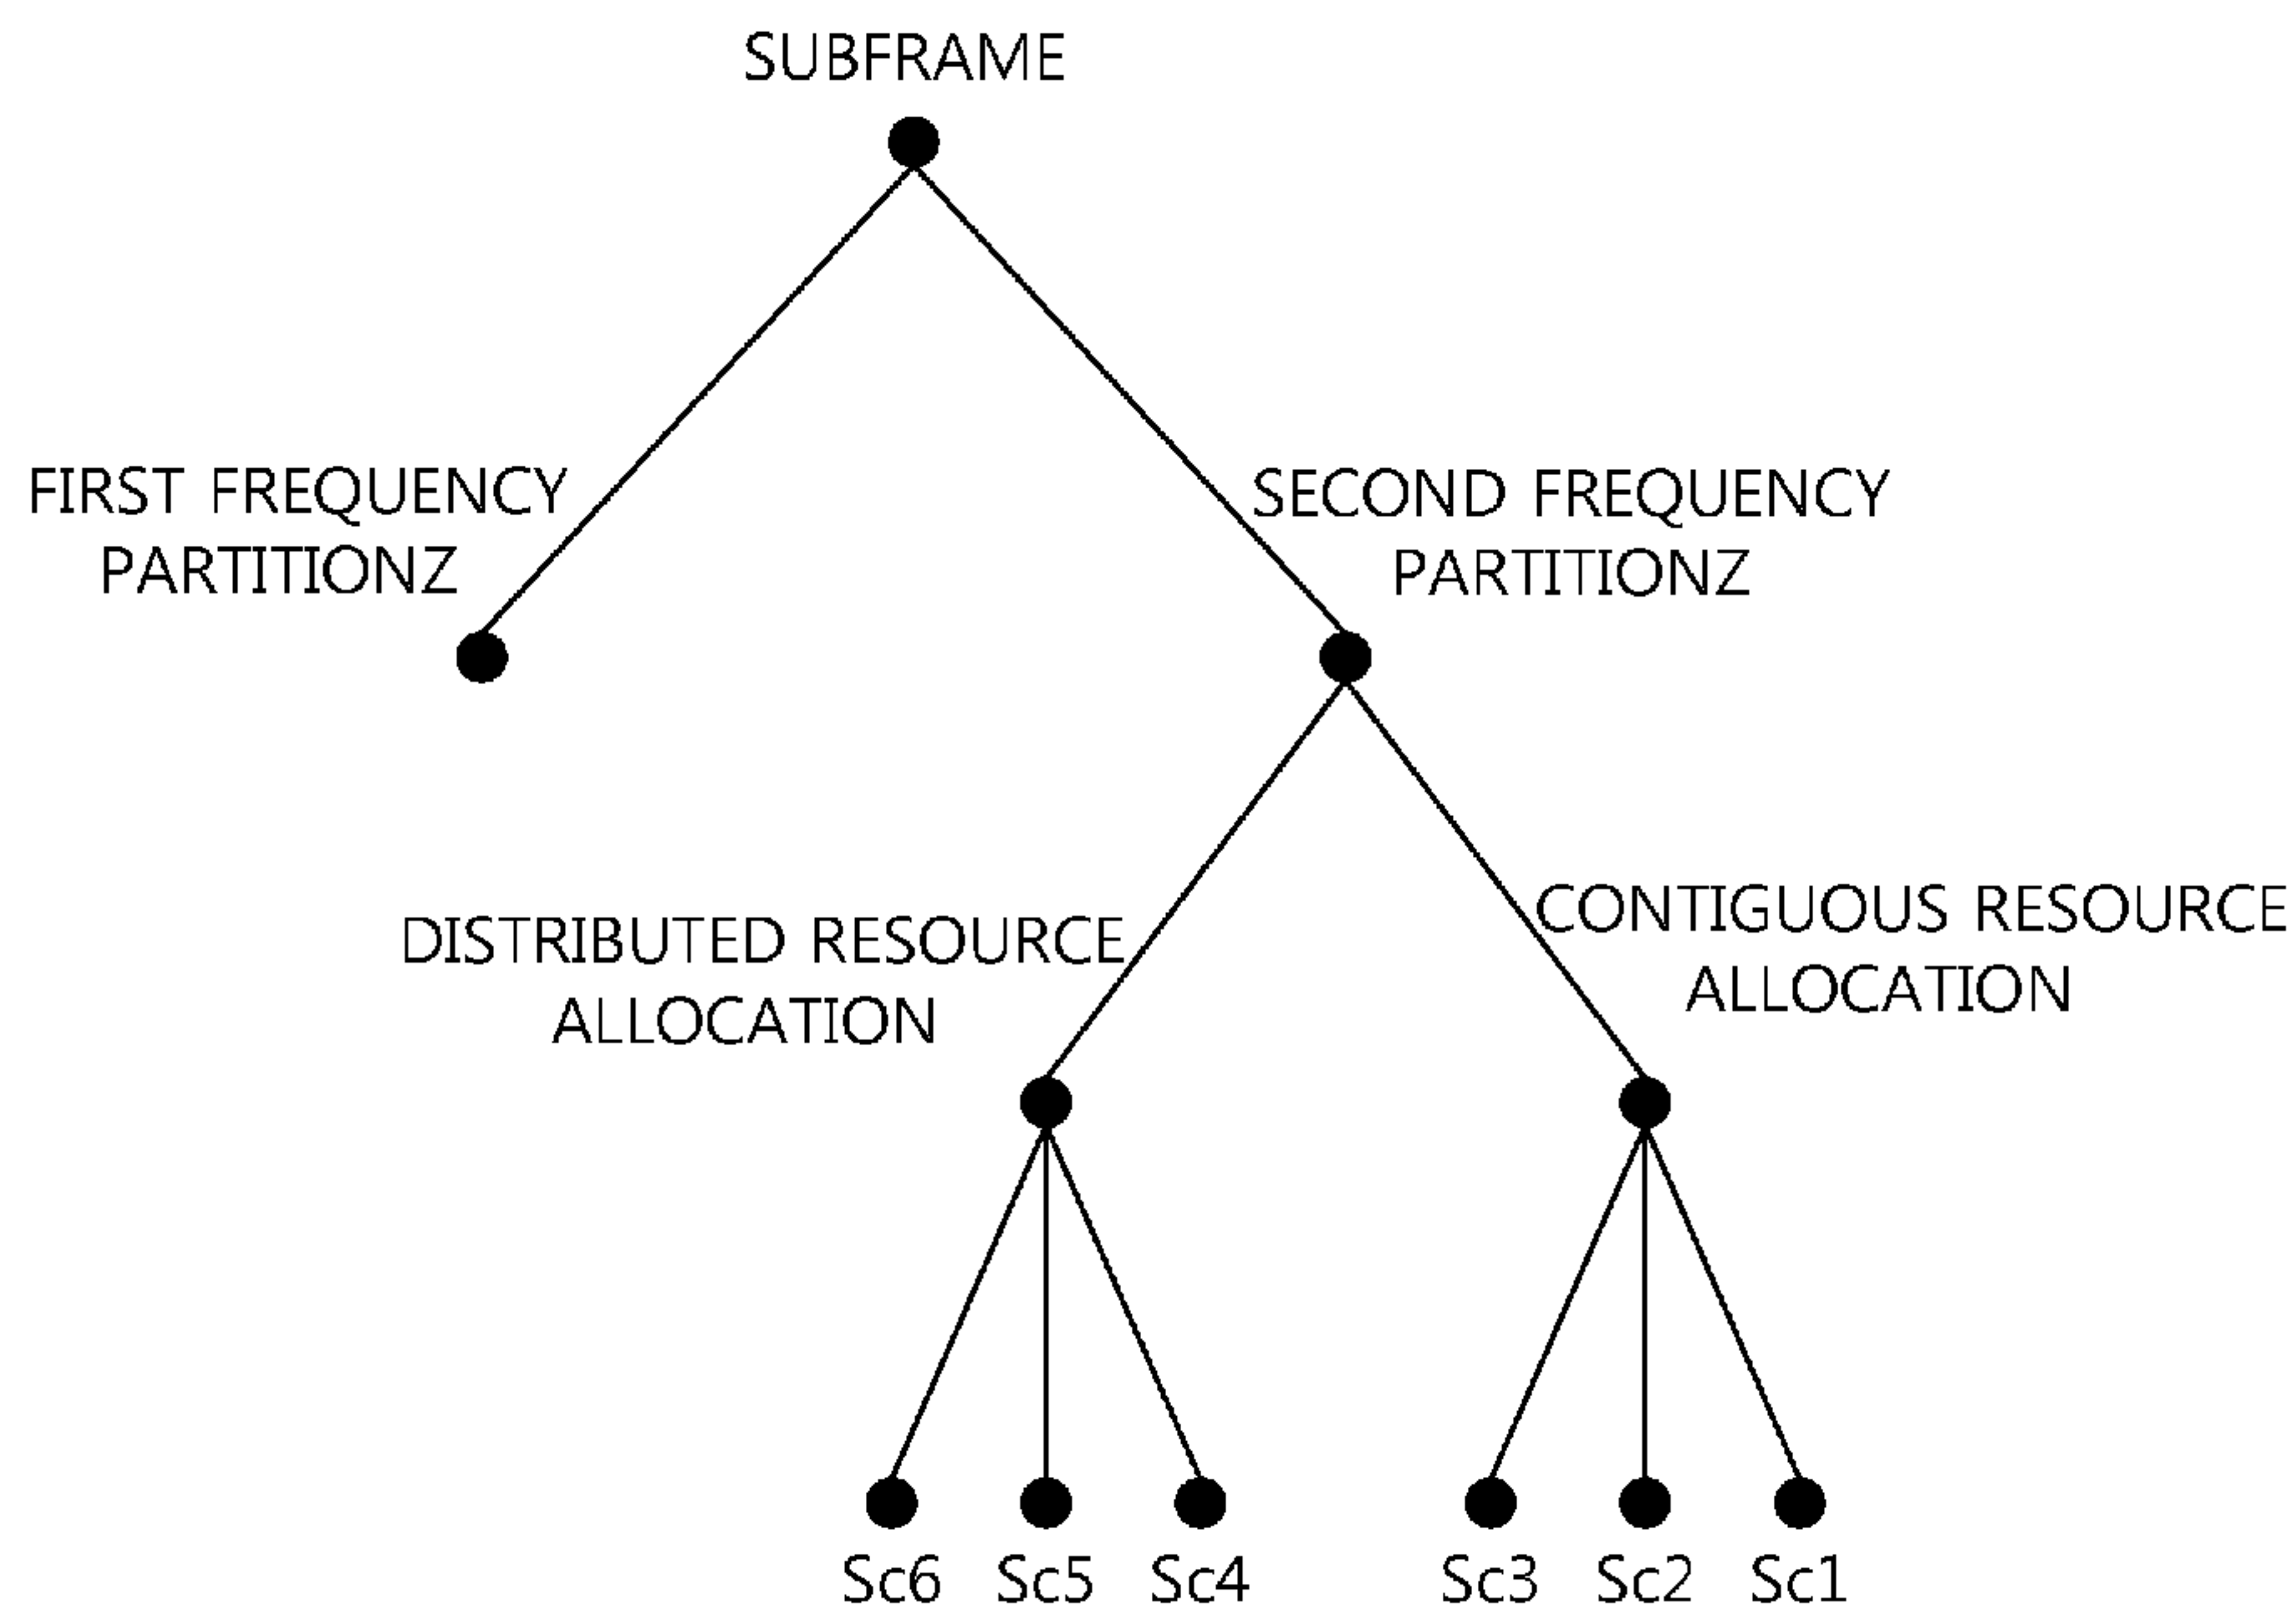 SUBFRAME
FIRST FREQUENCY
PARTITIONZ
SECOND FREQUENCY
PARTITIONZ
DISTRIBUTED RESOURCE
ALLOCATION
CONTIGUOUS RESOURCE
ALLOCATION
Sc6 Sc5 Sc4 Sc3 Sc2 Sc1